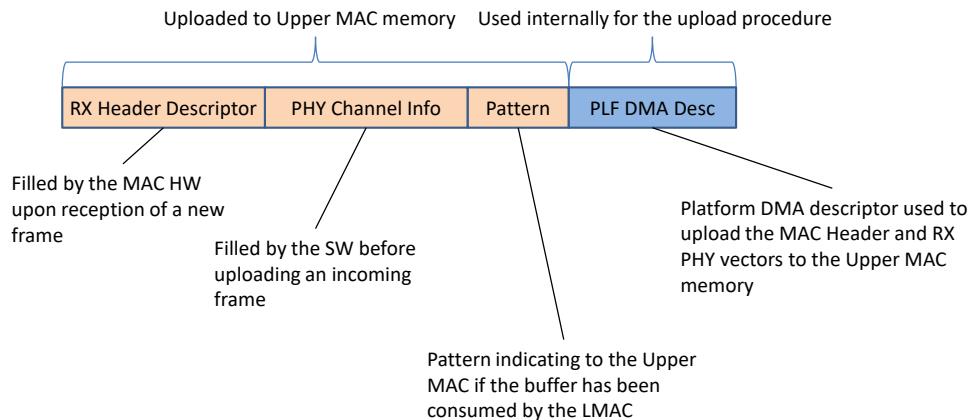 Uploaded to Upper MAC memory
Used internally for the upload procedure
RX Header Descriptor
PHY Channel Info
Pattern
PLF DMA Desc
Filled by the MAC HW
upon reception of a new
frame
Filled by the SW before
uploading an incoming
frame
Platform DMA descriptor used to
upload the MAC Header and RX
PHY vectors to the Upper MAC
memory
Pattern indicating to the Upper
MAC if the buffer has been
consumed by the LMAC